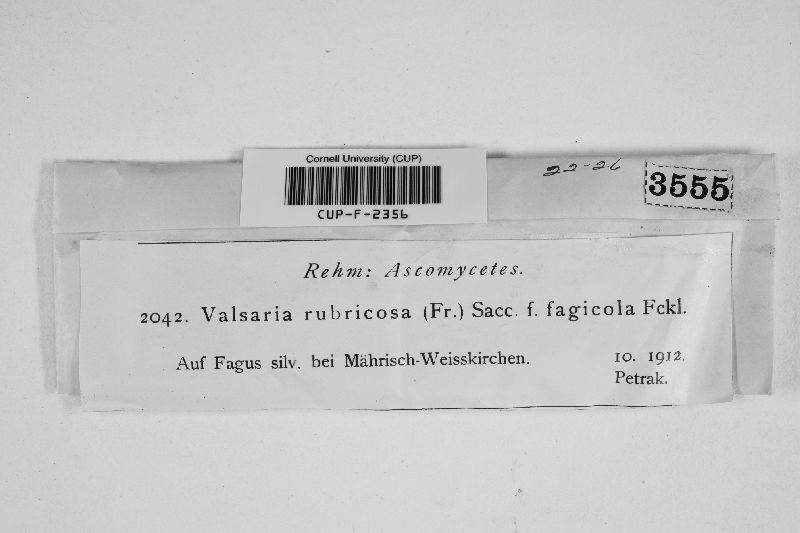 Cornell University (CUP)
CUP-F-2356
22-26
3555
Rehm: Ascomycetes.
2042. Valsaria rubricosa (Fr.) Sacc. f. fagicola Fckl.
Auf Fagus silv. bei Mährisch-Weisskirchen. 10. 1912.
Petrak.